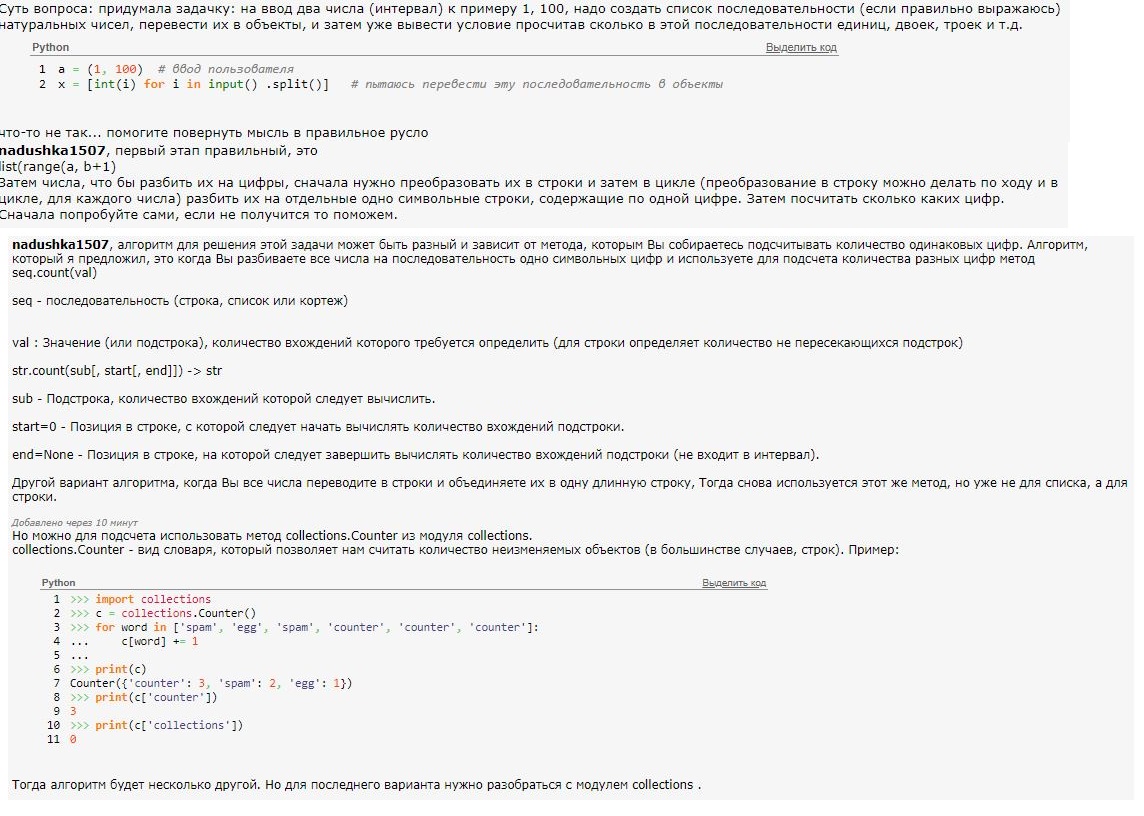 Суть вопроса: придумала задачку: на ввод два числа (интервал) к примеру 1, 100, надо создать список последовательности (если правильно выражаюсь)
натуральных чисел, перевести их в объекты, и затем уже вывести условие просчитав сколько в этой последовательности единиц, двоек, троек и т.д.
Python Выделить код
1 a = (1, 100) # ввод пользователя
2 x = [int(i) for i in input() .split()] # пытаюсь перевести эту последовательность в объекты
что-то не так... помогите повернуть мысль в правильное русло
nadushka1507, первый этап правильный, это
list(range(a, b+1)
Затем числа, что бы разбить их на цифры, сначала нужно преобразовать их в строки и затем в цикле (преобразование в строку можно делать по ходу и в
цикле, для каждого числа) разбить их на отдельные одно символьные строки, содержащие по одной цифре. Затем посчитать сколько каких цифр.
Сначала попробуйте сами, если не получится то поможем.
nadushka1507, алгоритм для решения этой задачи может быть разный и зависит от метода, которым Вы собираетесь подсчитывать количество одинаковых цифр. Алгоритм,
который я предложил, это когда Вы разбиваете все числа на последовательность одно символьных цифр и используете для подсчета количества разных цифр метод
seq.count(val)
seq - последовательность (строка, список или кортеж)
val : Значение (или подстрока), количество вхождений которого требуется определить (для строки определяет количество не пересекающихся подстрок)
str.count(sub[, start[, end]]) -> str
sub - Подстрока, количество вхождений которой следует вычислить.
start=0 - Позиция в строке, с которой следует начать вычислять количество вхождений подстроки.
end=None - Позиция в строке, на которой следует завершить вычислять количество вхождений подстроки (не входит в интервал).
Другой вариант алгоритма, когда Вы все числа переводите в строки и объединяете их в одну длинную строку, Тогда снова используется этот же метод, но уже не для списка, а для
строки.
Добавлено через 10 минут
Но можно для подсчета использовать метод collections.Counter из модуля collections.
collections.Counter - вид словаря, который позволяет нам считать количество неизменяемых объектов (в большинстве случаев, строк). Пример:
Python Выделить код
1 >>> import collections
2 >>> c = collections.Counter()
3 >>> for word in ['spam', 'egg', 'spam', 'counter', 'counter', 'counter']:
4 ... c[word] += 1
5 ...
6 >>> print(c)
7 Counter({'counter': 3, 'spam': 2, 'egg': 1})
8 >>> print(c['counter'])
9 3
10 >>> print(c['collections'])
11 0
Тогда алгоритм будет несколько другой. Но для последнего варианта нужно разобраться с модулем collections .